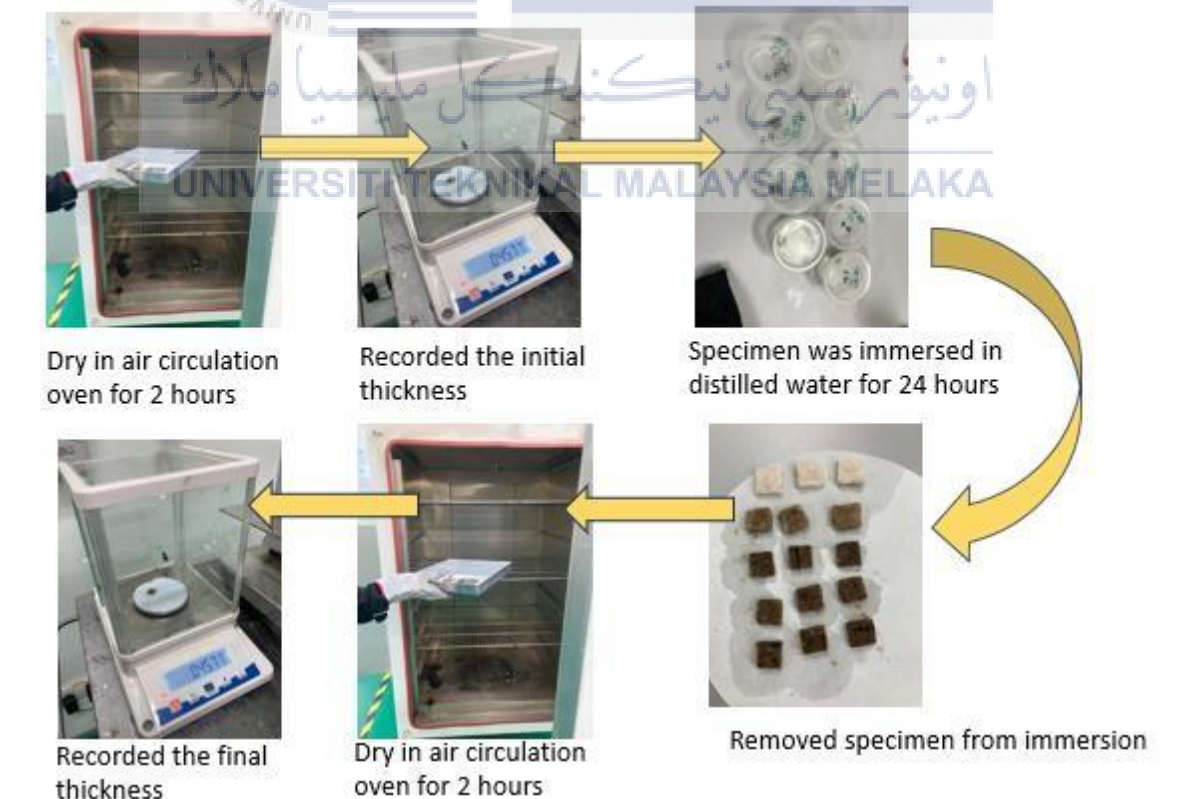 اونيۏرسيتي تيكنيكل مليسيا ملاك
UNIVERSITI TEKNIKAL MALAYSIA MELAKA
Dry in air circulation
oven for 2 hours
Recorded the initial
thickness
Specimen was immersed in
distilled water for 24 hours
Recorded the final
thickness
Dry in air circulation
oven for 2 hours
Removed specimen from immersion